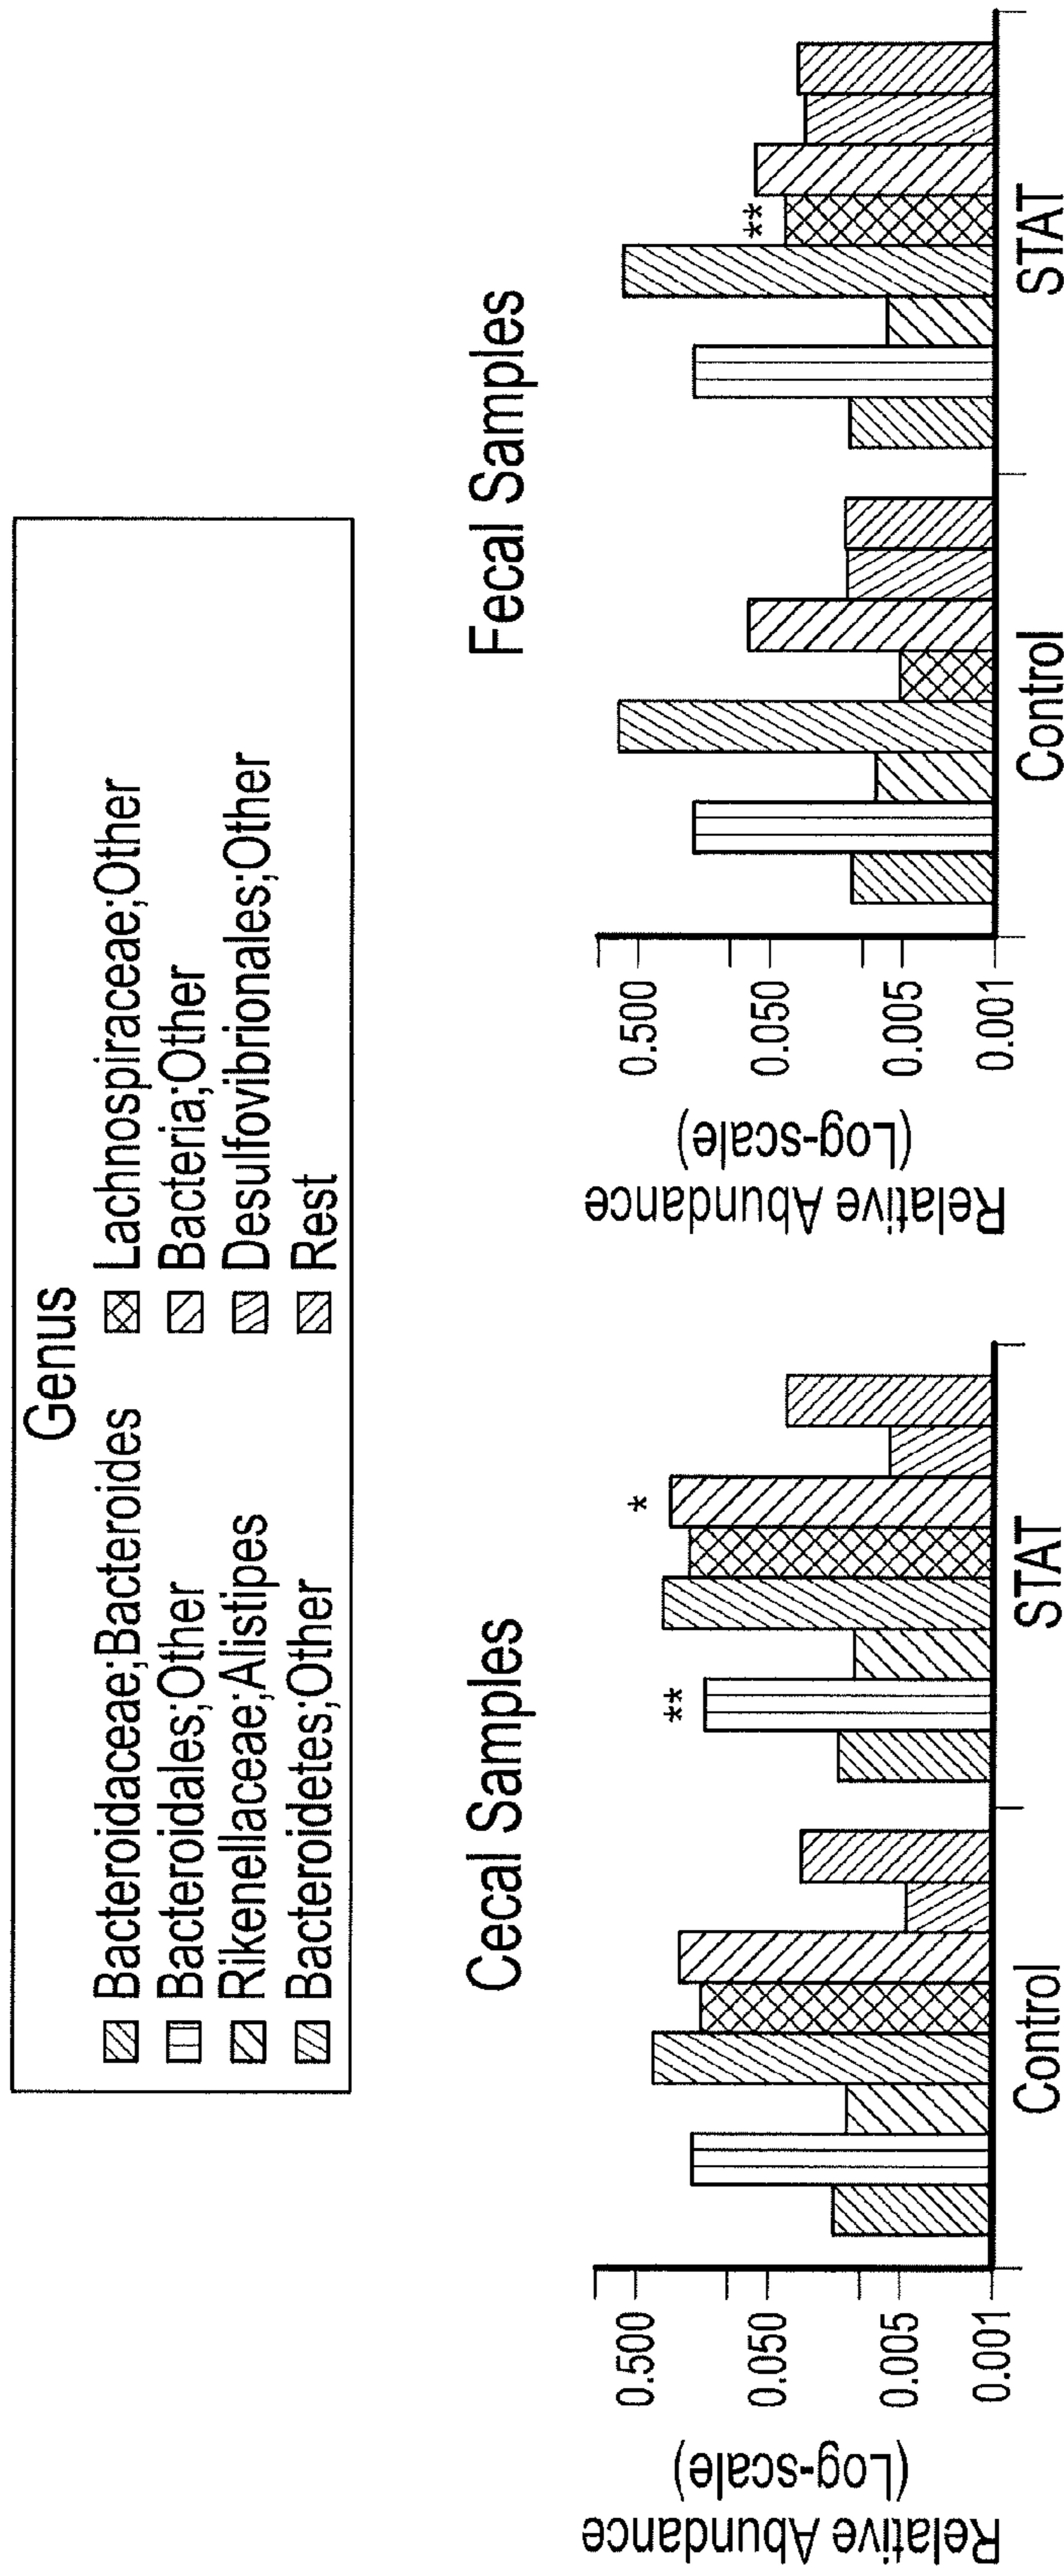 Genus
Bacteroidaceae;Bacteroides
Bacteroidales;Other
Rikenellaceae;Alistipes
Bacteroidetes;Other
Lachnospiraceae;Other
Bacteria;Other
Desulfovibrionales;Other
Rest
Cecal Samples
Relative Abundance
(Log-scale)
0.500
0.050
0.005
0.001
**
*
Control
STAT
Fecal Samples
Relative Abundance
(Log-scale)
0.500
0.050
0.005
0.001
**
Control
STAT